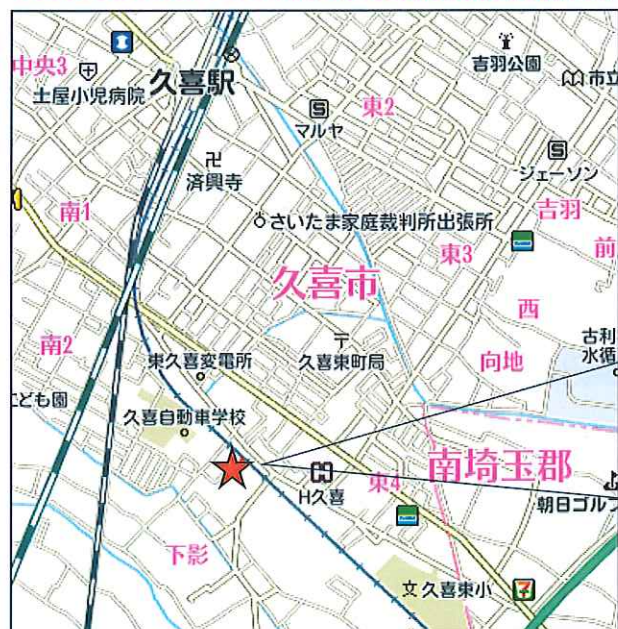 中央3
土屋小児病院
久喜駅
吉羽公園
市立
東2
S
マルヤ
S
ジェーソン
済興寺
南1
さいたま家庭裁判所出張所
吉羽
東3
前
久喜市
西
南2
東久喜変電所
久喜東町局
向地
古利
水循
こども園
久喜自動車学校
南埼玉郡
H久喜
東4
朝日ゴルフ
下影
文 久喜東小
7